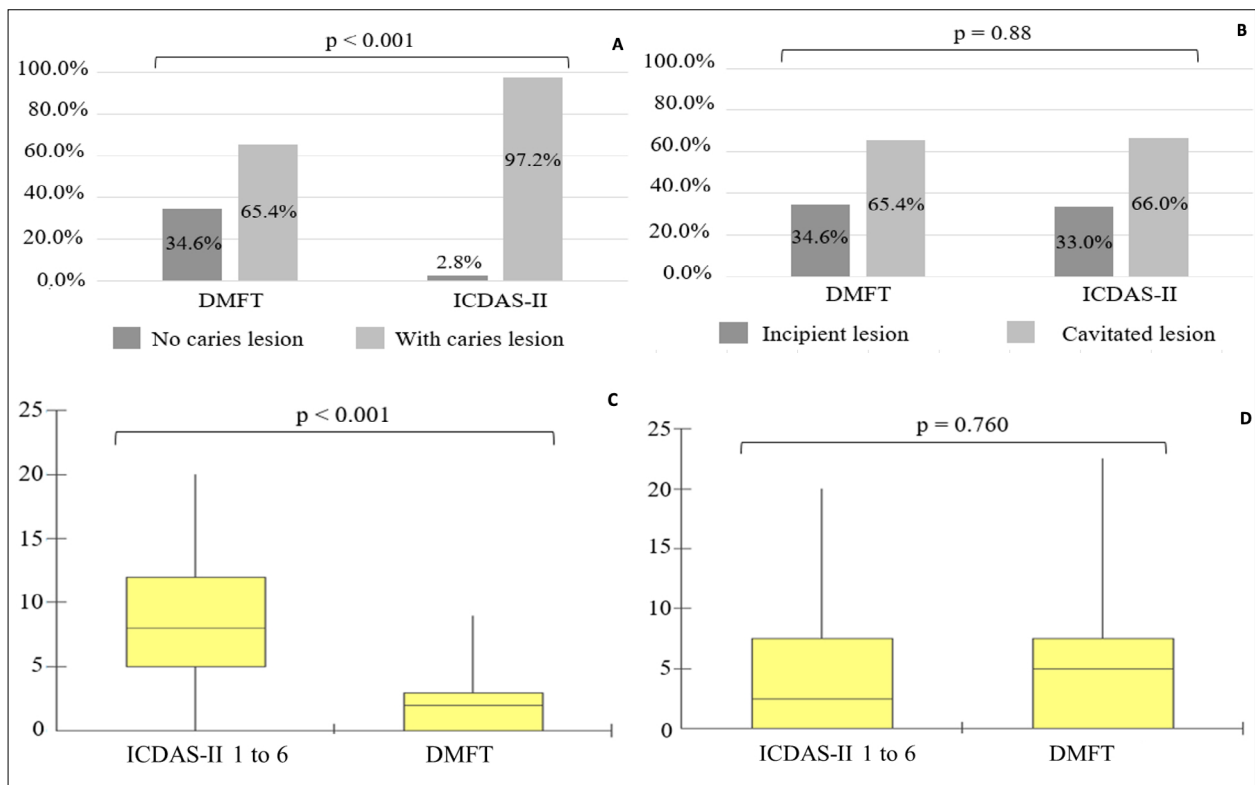 p < 0.001
A
100.0%
80.0%
60.0%
40.0%
20.0%
0.0%
34.6%
65.4%
2.8%
97.2%
DMFT
ICDAS-II
No caries lesion
With caries lesion
p = 0.88
B
100.0%
80.0%
60.0%
40.0%
20.0%
0.0%
34.6%
65.4%
33.0%
66.0%
DMFT
ICDAS-II
Incipient lesion
Cavitated lesion
p < 0.001
C
25
20
15
10
5
0
ICDAS-II 1 to 6
DMFT
p = 0.760
D
25
20
15
10
5
0
ICDAS-II 1 to 6
DMFT